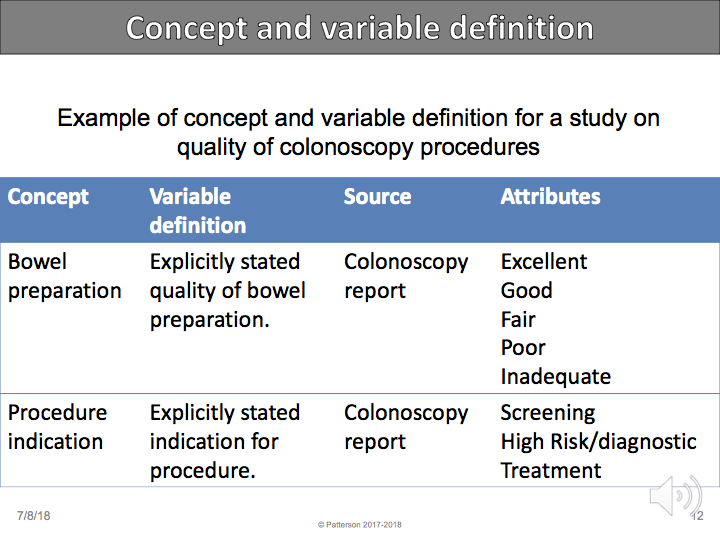 Concept and variable definition
Example of concept and variable definition for a study on
quality of colonoscopy procedures
Concept
Variable
definition
Source
Attributes
Bowel
preparation
Explicitly stated
quality of bowel
preparation.
Colonoscopy
report
Excellent
Good
Fair
Poor
Inadequate
Procedure
indication
Explicitly stated
indication for
procedure.
Colonoscopy
report
Screening
High Risk/diagnostic
Treatment
7/8/18
© Patterson 2017-2018
12